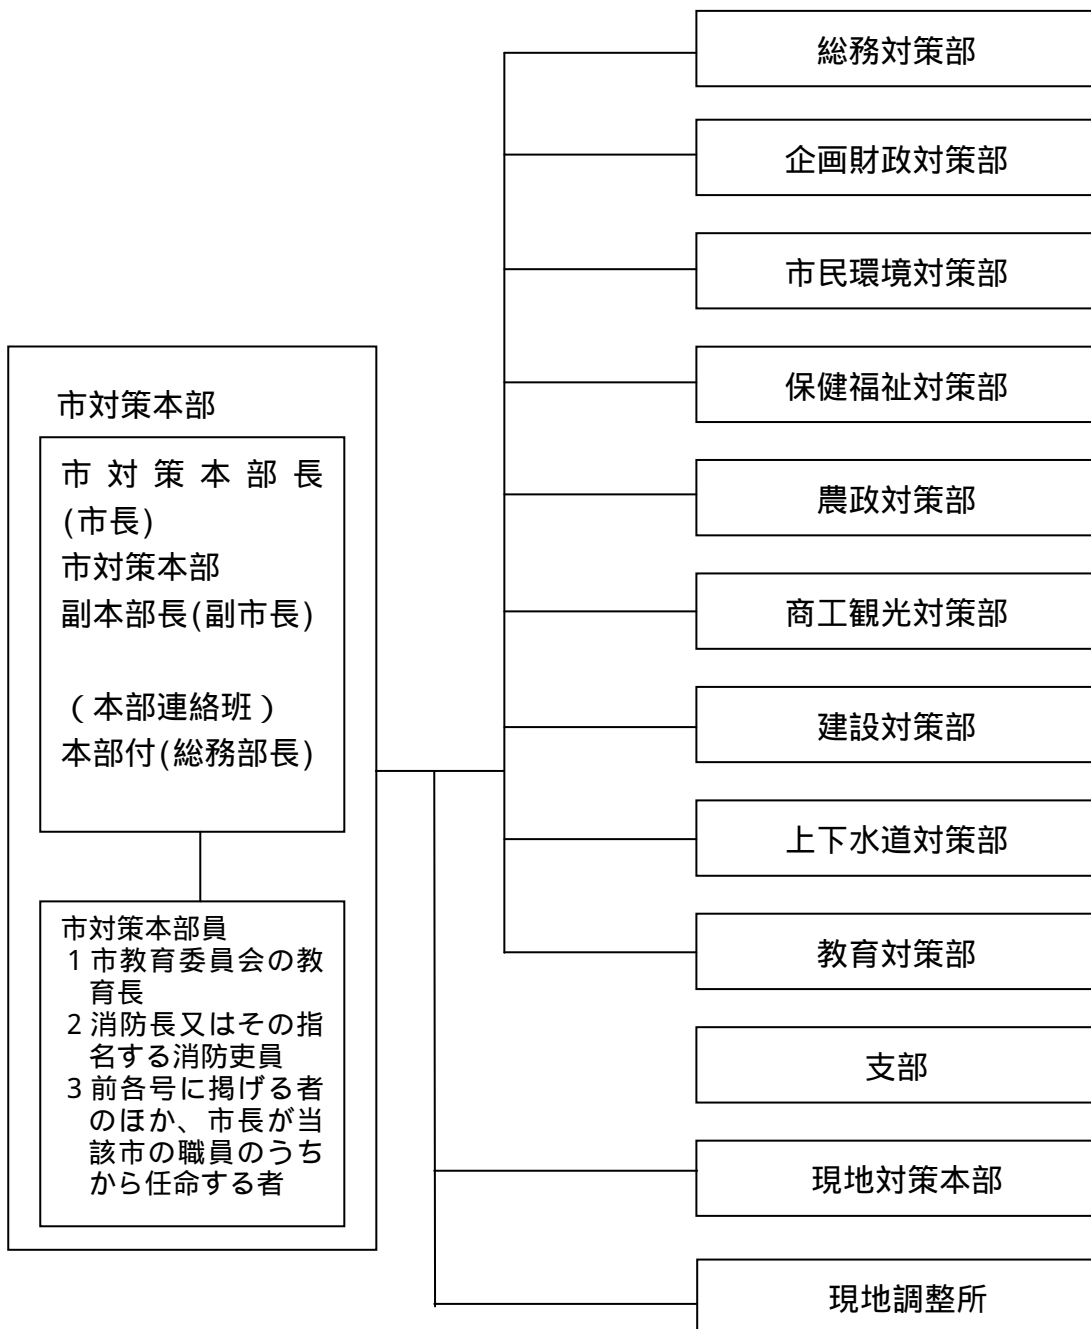 市対策本部
市対策本部長
(市長)
市対策本部
副本部長(副市長)
(本部連絡班)
本部付(総務部長)
市対策本部員
1 市教育委員会の教
育長
2 消防長又はその指
名する消防吏員
3 前各号に掲げる者
のほか、市長が当
該市の職員のうち
から任命する者
総務対策部
企画財政対策部
市民環境対策部
保健福祉対策部
農政対策部
商工観光対策部
建設対策部
上下水道対策部
教育対策部
支部
現地対策本部
現地調整所